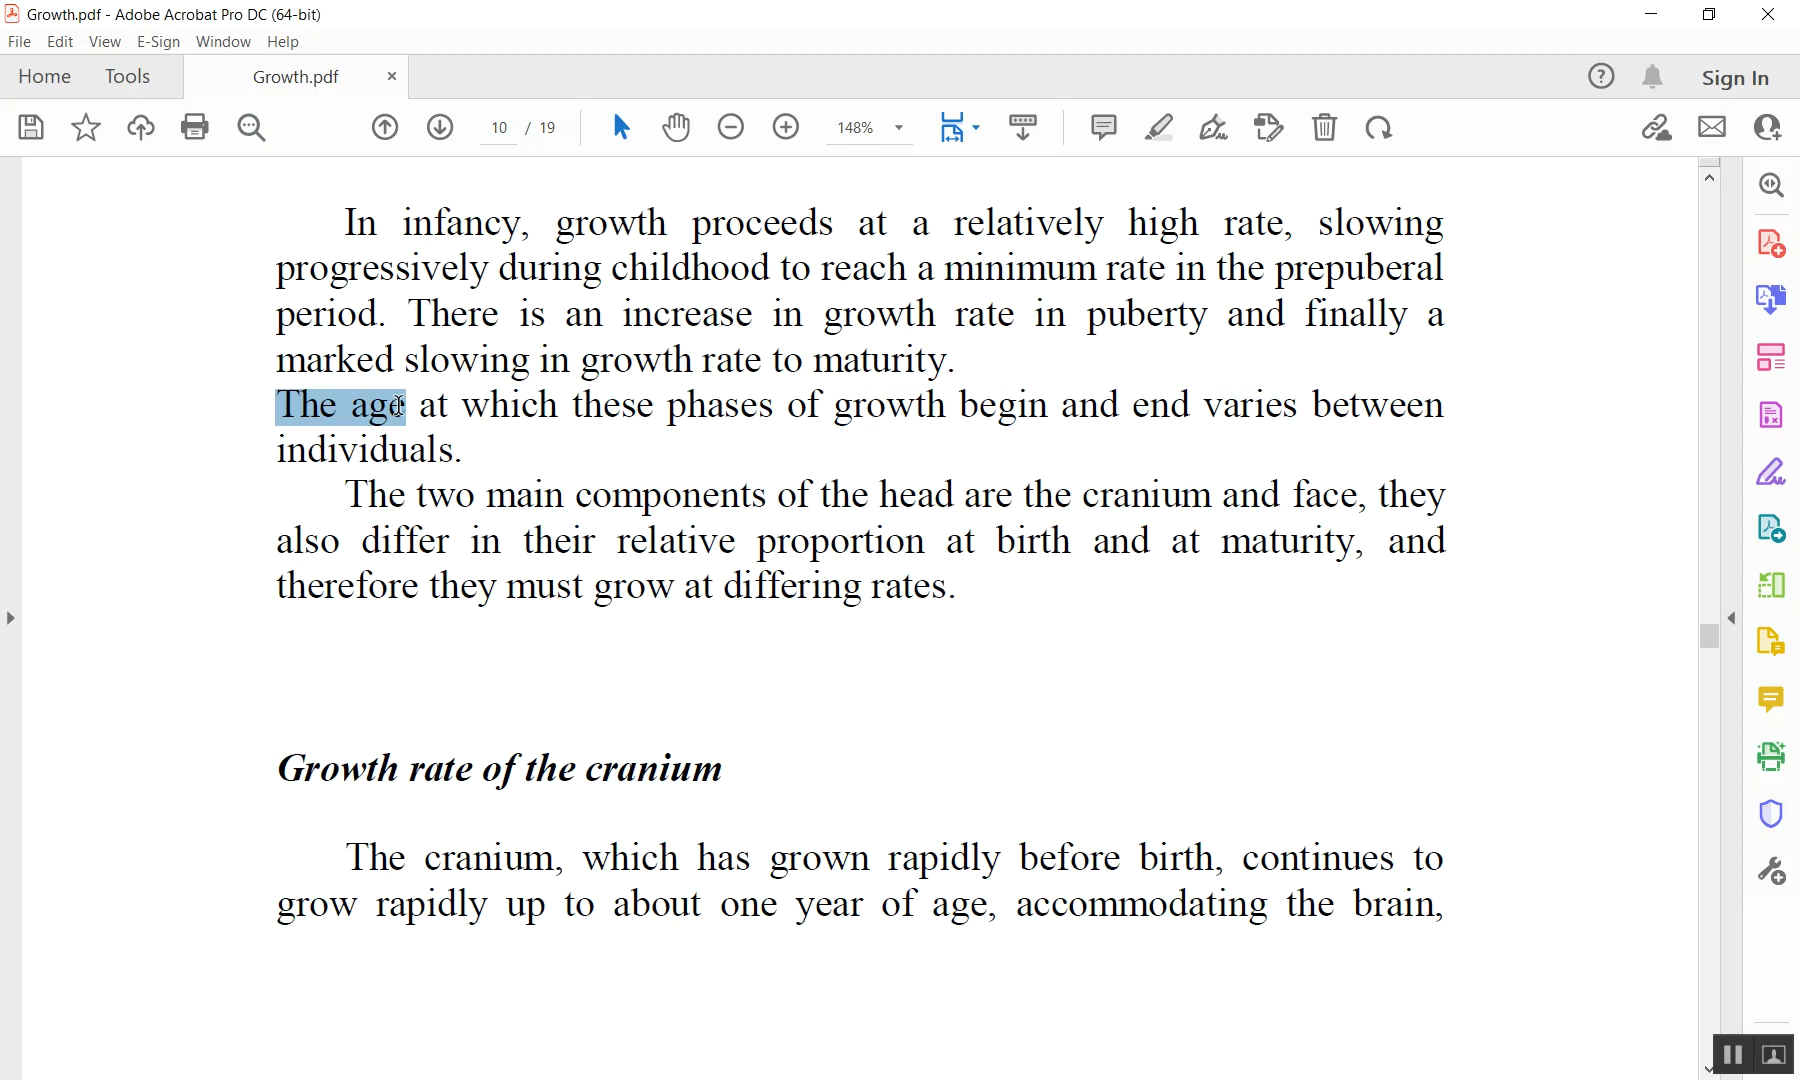 Growth.pdf - Adobe Acrobat Pro DC (64-bit)
File Edit View E-Sign Window Help
Home Tools Growth.pdf × Sign In
10 / 19 148%
In infancy, growth proceeds at a relatively high rate, slowing
progressively during childhood to reach a minimum rate in the prepuberal
period. There is an increase in growth rate in puberty and finally a
marked slowing in growth rate to maturity.
The age at which these phases of growth begin and end varies between
individuals.
The two main components of the head are the cranium and face, they
also differ in their relative proportion at birth and at maturity, and
therefore they must grow at differing rates.
Growth rate of the cranium
The cranium, which has grown rapidly before birth, continues to
grow rapidly up to about one year of age, accommodating the brain,